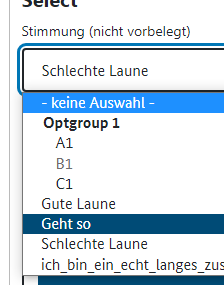 Select
Stimmung (nicht vorbelegt)
Schlechte Laune
- keine Auswahl -
Optgroup 1
A1
B1
C1
Gute Laune
Geht so
Schlechte Laune
ich_bin_ein_echt_langes_zus